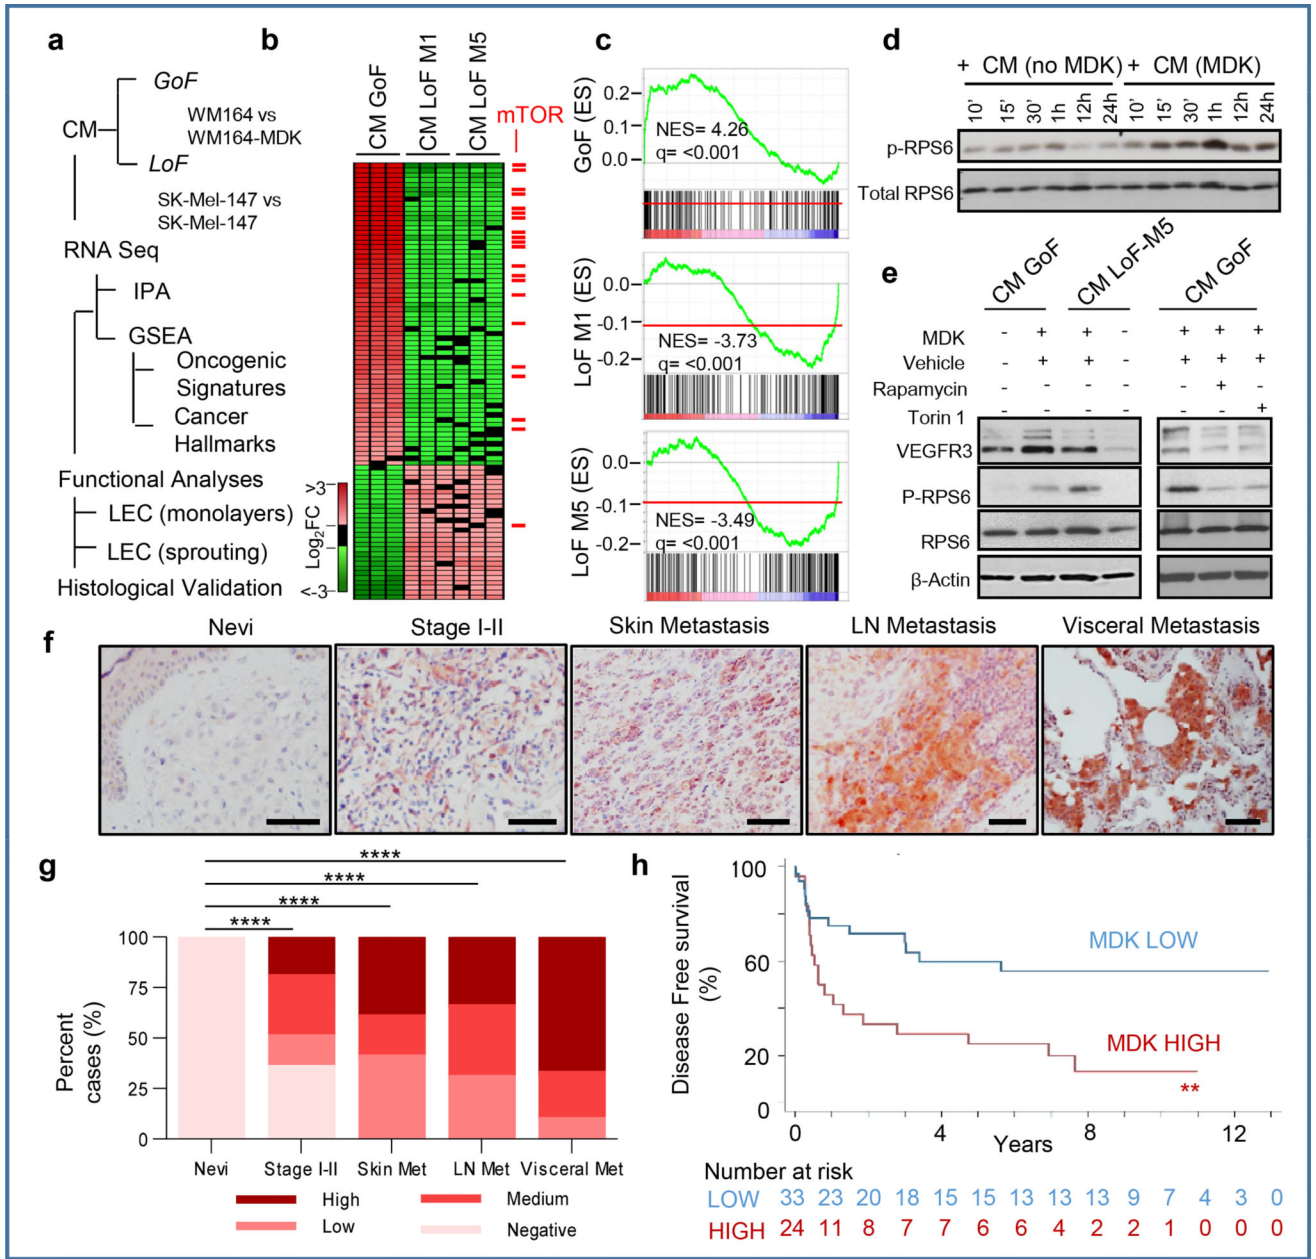 a
GoF
WM164 vs
WM164-MDK
CM
LoF
SK-Mel-147 vs
SK-Mel-147
RNA Seq
IPA
GSEA
Oncogenic
Signatures
Cancer
Hallmarks
Functional Analyses
LEC (monolayers)
LEC (sprouting)
Histological Validation
b
CM GoF
CM LoF M1
CM LoF M5
mTOR
>3
Log2FC
<-3
c
GoF (ES)
0.2
0.1
0.0
NES= 4.26
q= <0.001
LoF M1 (ES)
0.0
-0.1
-0.2
NES= -3.73
q= <0.001
LoF M5 (ES)
0.0
-0.1
-0.2
NES= -3.49
q= <0.001
d
+ CM (no MDK) + CM (MDK)
10' 15' 30' 1h 12h 24h 10' 15' 30' 1h 12h 24h
p-RPS6
Total RPS6
e
CM GoF
CM LoF-M5
CM GoF
MDK - + + - + + +
Vehicle - + + - + + +
Rapamycin - - - - - + -
Torin 1 - - - - - - +
VEGFR3
P-RPS6
RPS6
β-Actin
f
Nevi
Stage I-II
Skin Metastasis
LN Metastasis
Visceral Metastasis
g
****
****
****
****
Percent
cases (%)
100
75
50
25
0
Nevi Stage I-II Skin Met LN Met Visceral Met
High Medium
Low Negative
h
Disease Free survival
(%)
100
60
20
0
MDK LOW
MDK HIGH
**
0 4 8 12
Years
Number at risk
LOW 33 23 20 18 15 15 13 13 13 9 7 4 3 0
HIGH 24 11 8 7 7 6 6 4 2 2 1 0 0 0